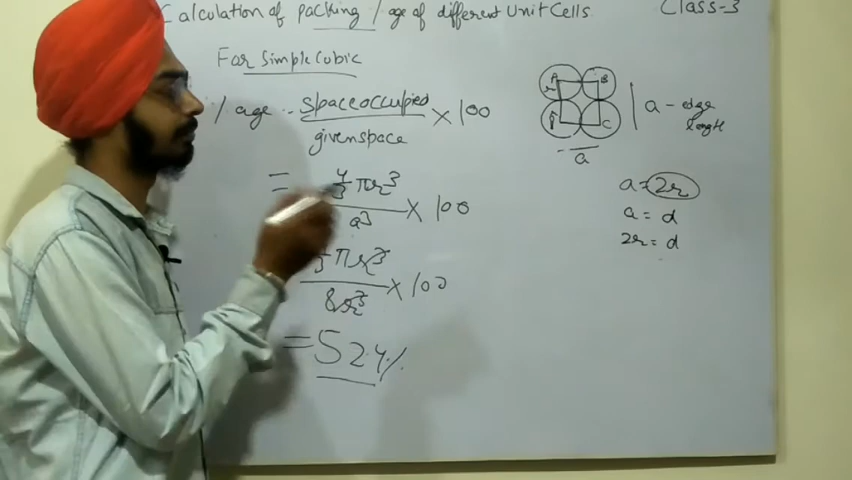 Calculation of packing / age of different Unit Cells
Class-3
For simple cubic
/ age = space occupied / given space × 100
= 4/3 πr³ / a³ × 100
/3 πr³ / 8r³ × 100
= 52.4 %
A B
r
C
a - edge length
a
a = 2r
a = d
2r = d